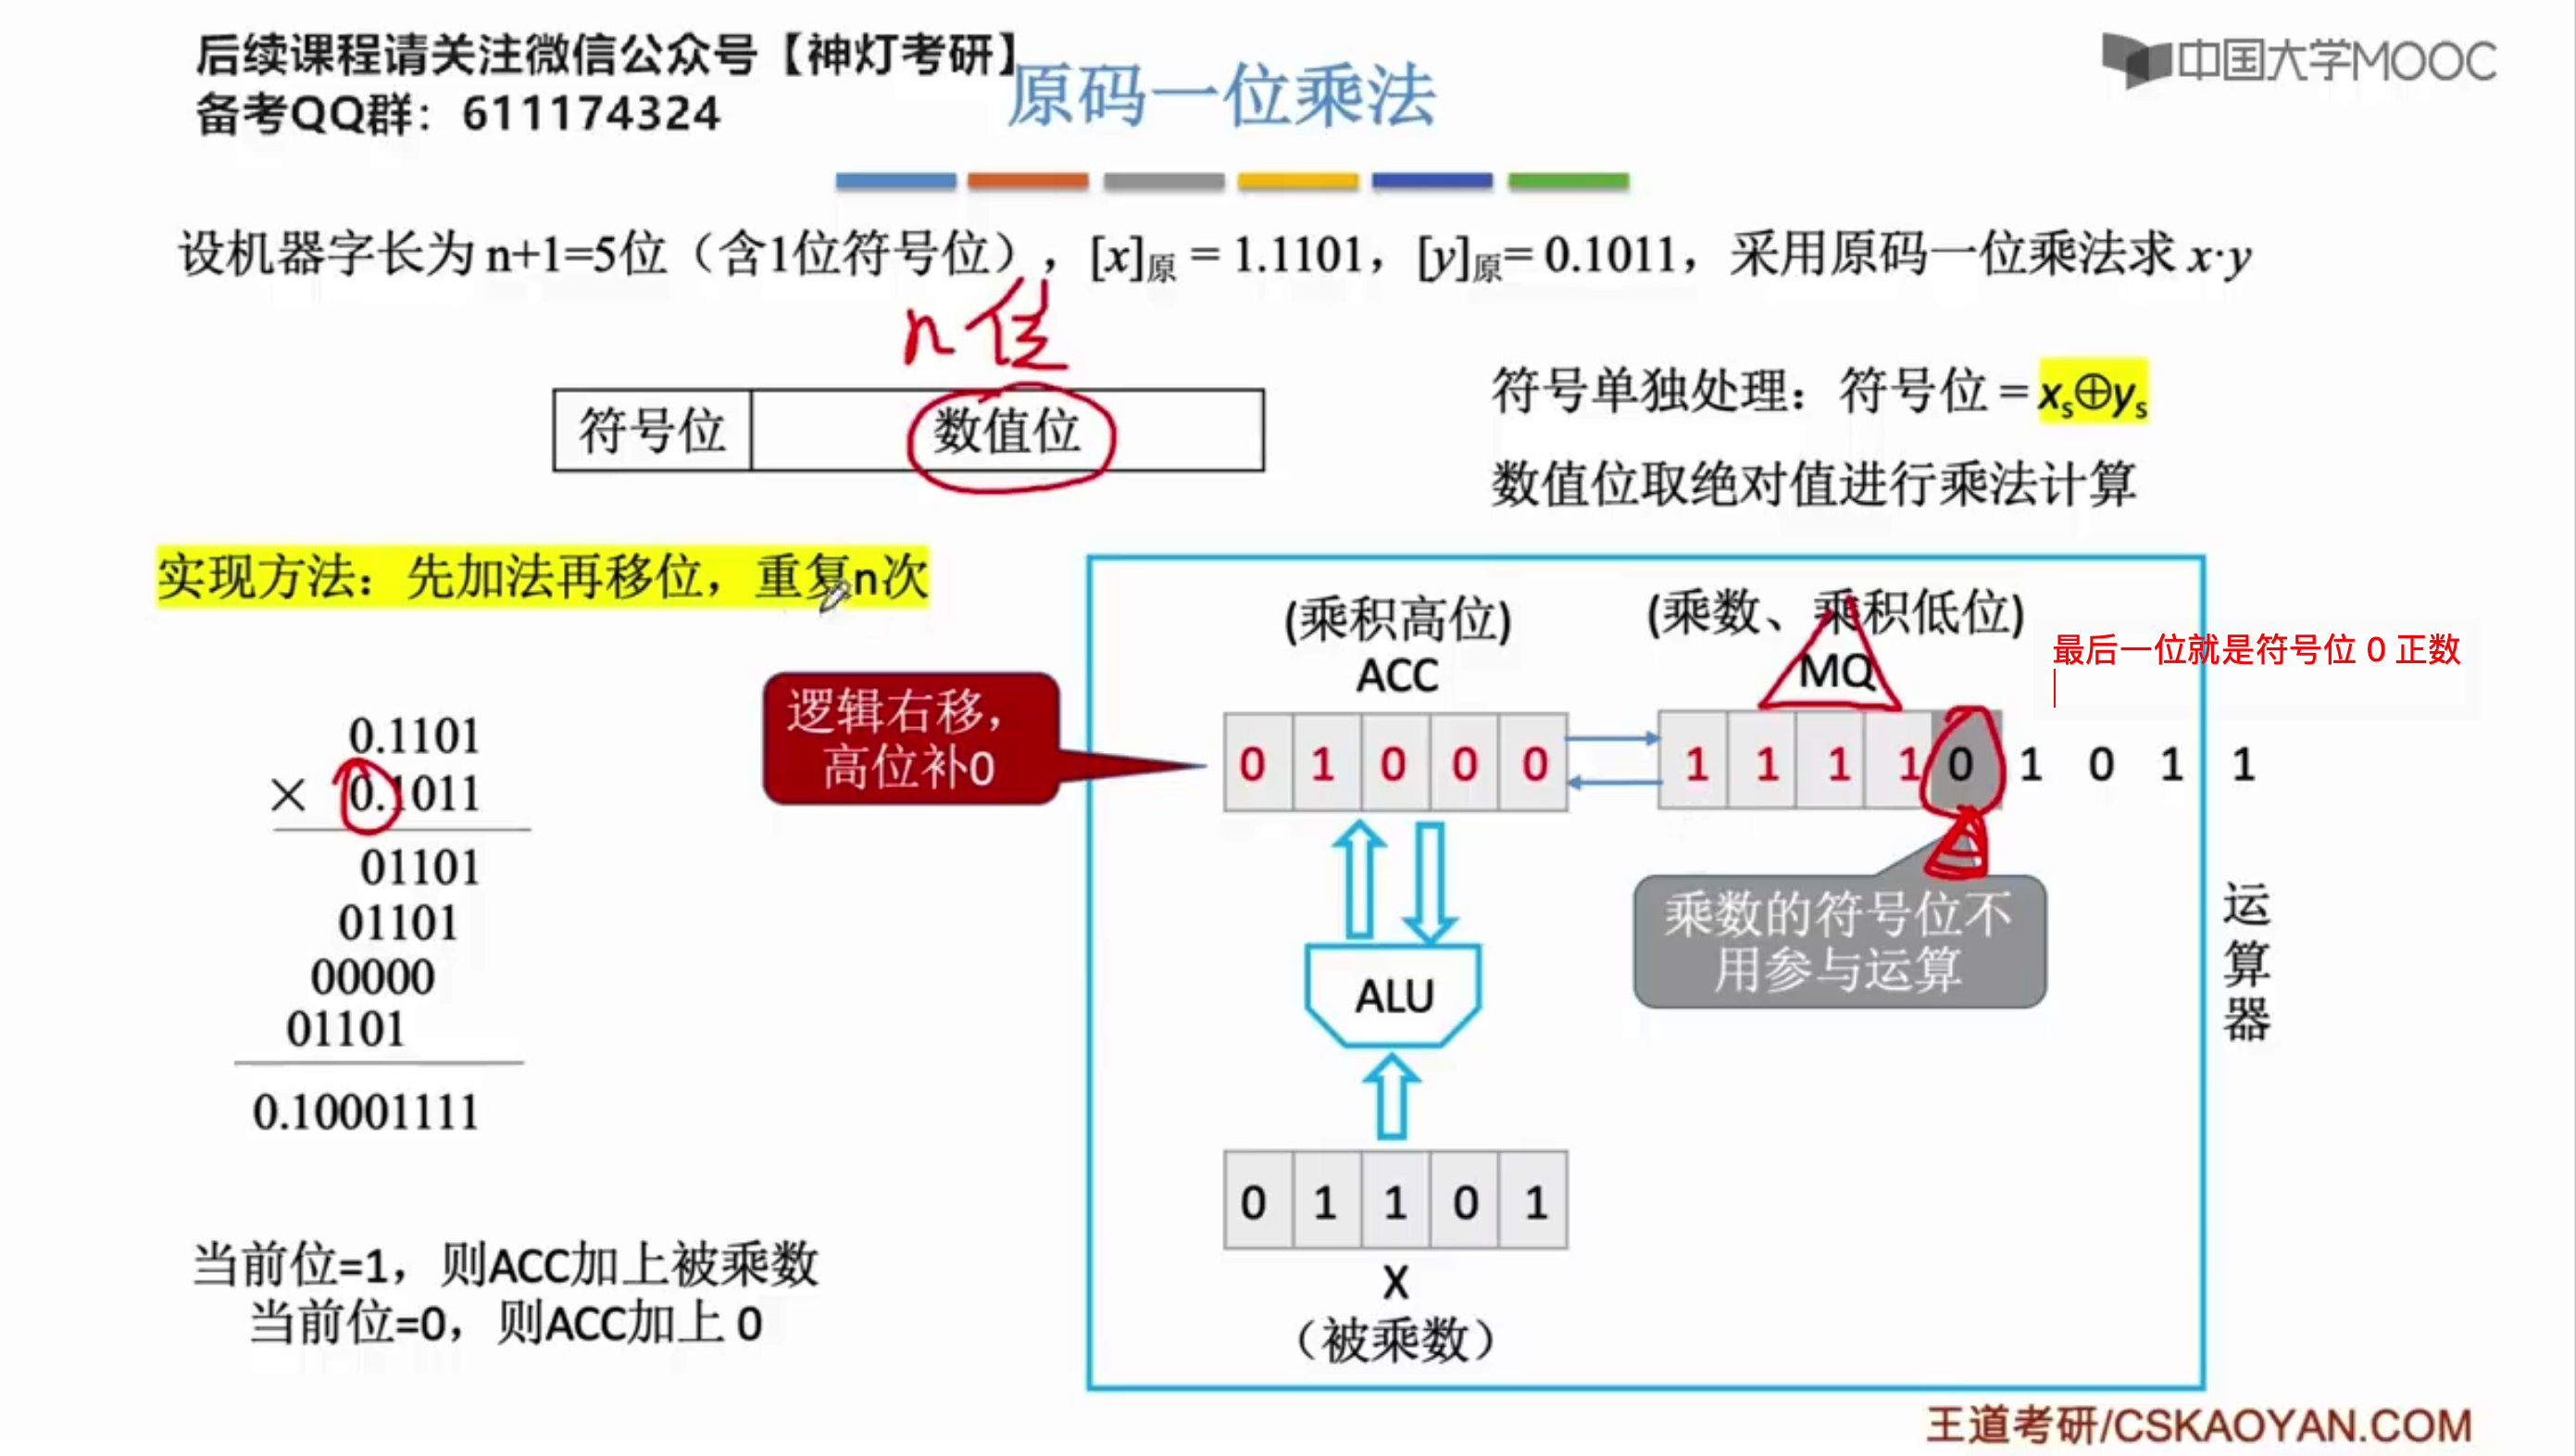 后续课程请关注微信公众号【神灯考研】
备考QQ群：611174324
中国大学MOOC
原码一位乘法
设机器字长为 n+1=5位（含1位符号位），[x]原 = 1.1101，[y]原= 0.1011，采用原码一位乘法求 x·y
n 位
符号位 数值位
符号单独处理：符号位 = xs⊕ys
数值位取绝对值进行乘法计算
实现方法：先加法再移位，重复n次
0.1101
× 0.1011
01101
01101
00000
01101
0.10001111
当前位=1，则ACC加上被乘数
当前位=0，则ACC加上 0
逻辑右移，
高位补0
(乘积高位)
ACC
(乘数、乘积低位)
MQ
最后一位就是符号位 0 正数
0 1 0 0 0
1 1 1 1 0 1 0 1 1
乘数的符号位不
用参与运算
ALU
运算器
0 1 1 0 1
X
（被乘数）
王道考研/CSKAOYAN.COM